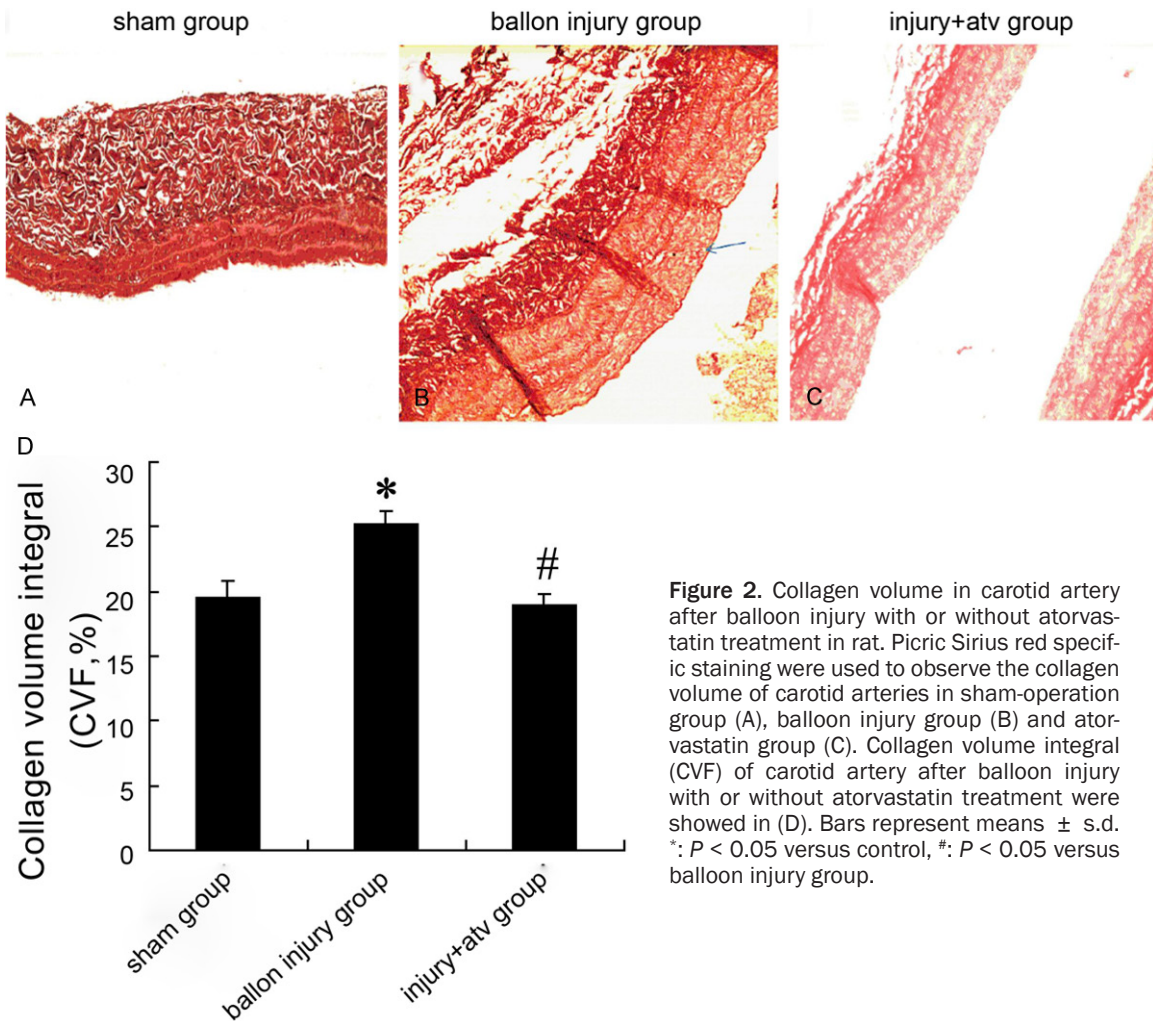 sham group
ballon injury group
injury+atv group
A
B
C
D
Collagen volume integral
(CVF,%)
30
25
20
15
10
5
0
*
#
sham group
ballon injury group
injury+atv group
Figure 2. Collagen volume in carotid artery
after balloon injury with or without atorvas-
tatin treatment in rat. Picric Sirius red specif-
ic staining were used to observe the collagen
volume of carotid arteries in sham-operation
group (A), balloon injury group (B) and ator-
vastatin group (C). Collagen volume integral
(CVF) of carotid artery after balloon injury
with or without atorvastatin treatment were
showed in (D). Bars represent means ± s.d.
*: P < 0.05 versus control, #: P < 0.05 versus
balloon injury group.